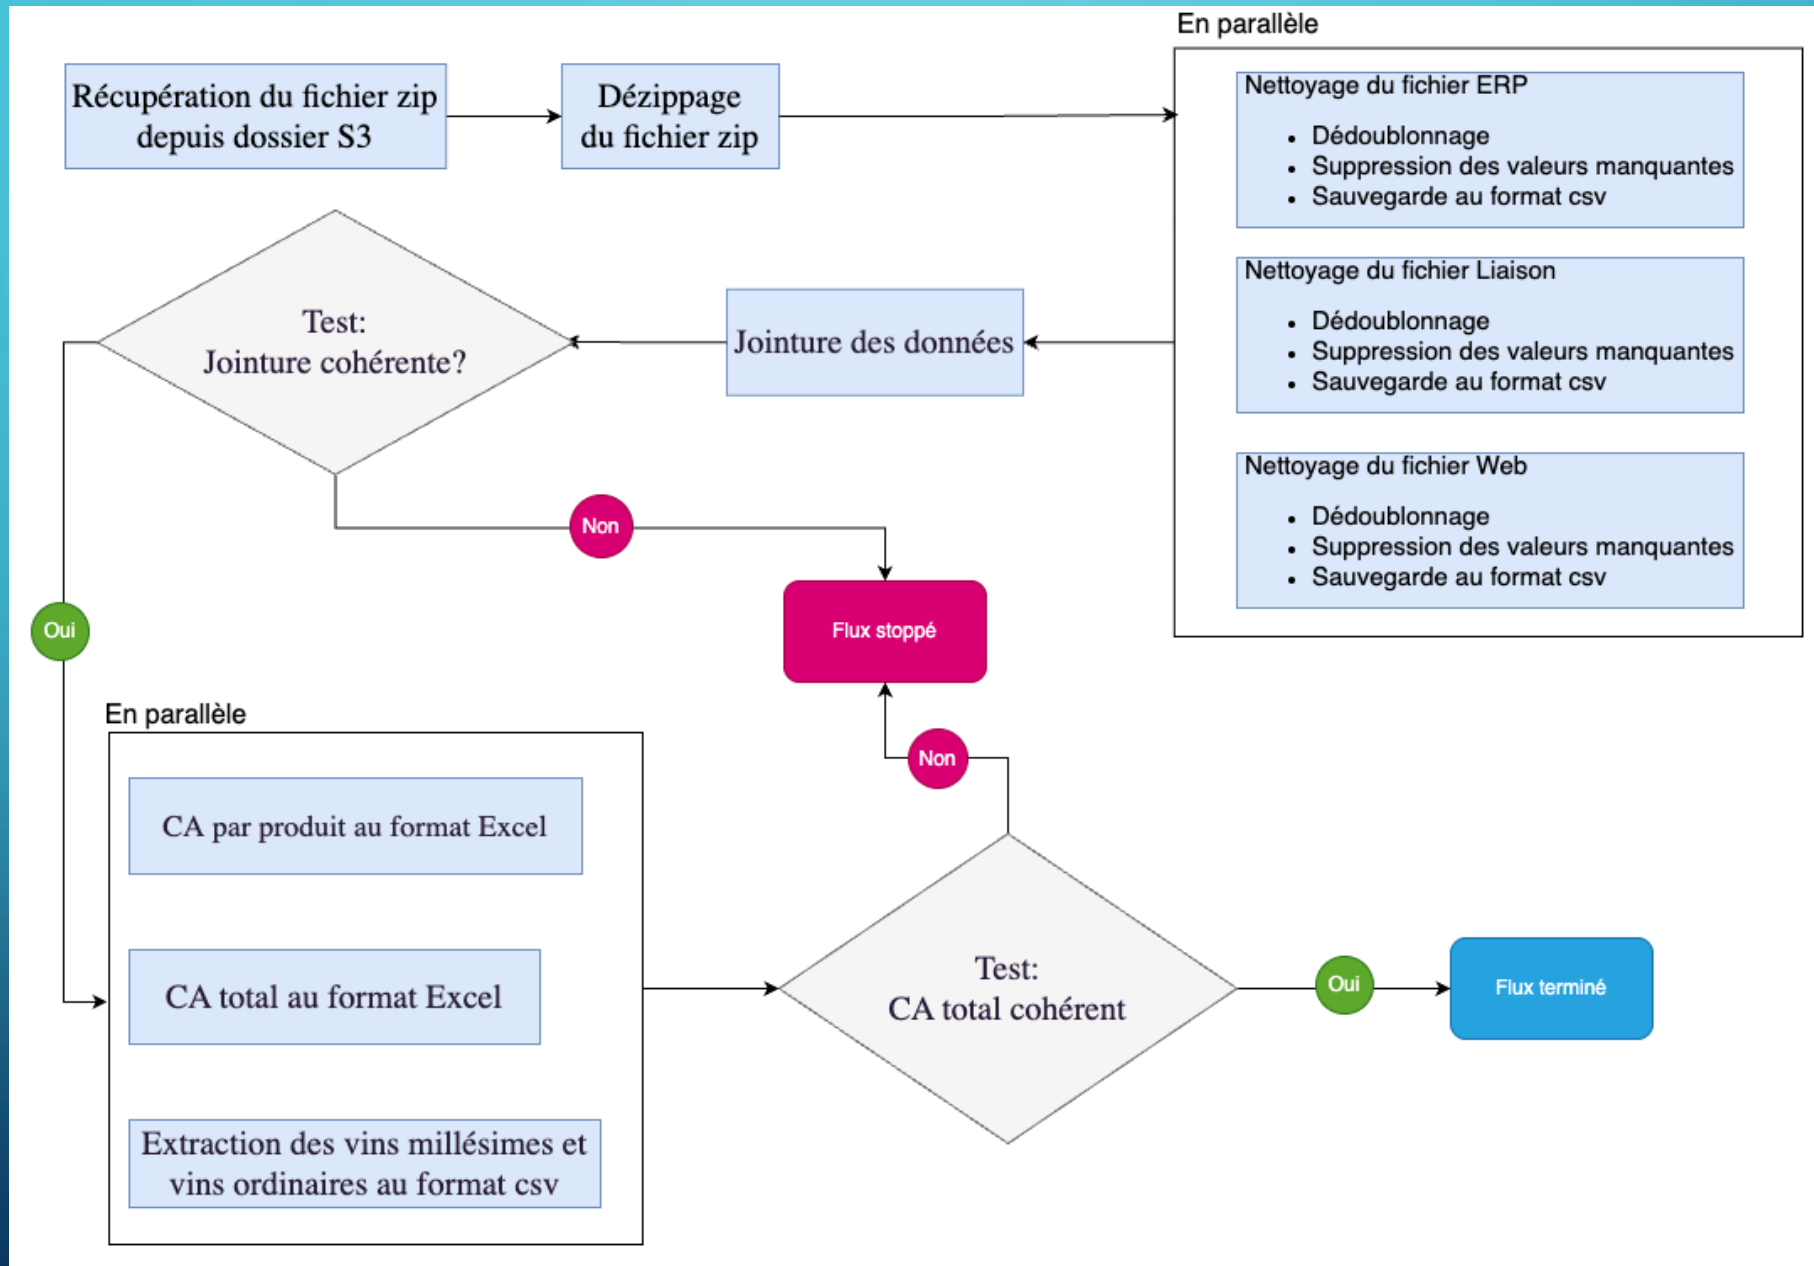 En parallèle
Récupération du fichier zip
depuis dossier S3
Dézippage
du fichier zip
Nettoyage du fichier ERP
• Dédoublonnage
• Suppression des valeurs manquantes
• Sauvegarde au format csv
Nettoyage du fichier Liaison
• Dédoublonnage
• Suppression des valeurs manquantes
• Sauvegarde au format csv
Nettoyage du fichier Web
• Dédoublonnage
• Suppression des valeurs manquantes
• Sauvegarde au format csv
Jointure des données
Test:
Jointure cohérente?
Non
Oui
Flux stoppé
En parallèle
CA par produit au format Excel
CA total au format Excel
Extraction des vins millésimes et
vins ordinaires au format csv
Non
Test:
CA total cohérent
Oui
Flux terminé